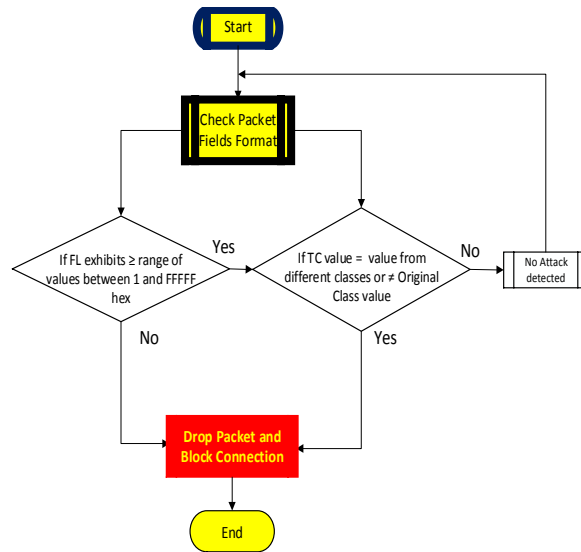 Start
Check Packet
Fields Format
If FL exhibits ≥ range of
values between 1 and FFFFF
hex
Yes
If TC value = value from
different classes or ≠ Original
Class value
No
No Attack
detected
No
Yes
Drop Packet and
Block Connection
End